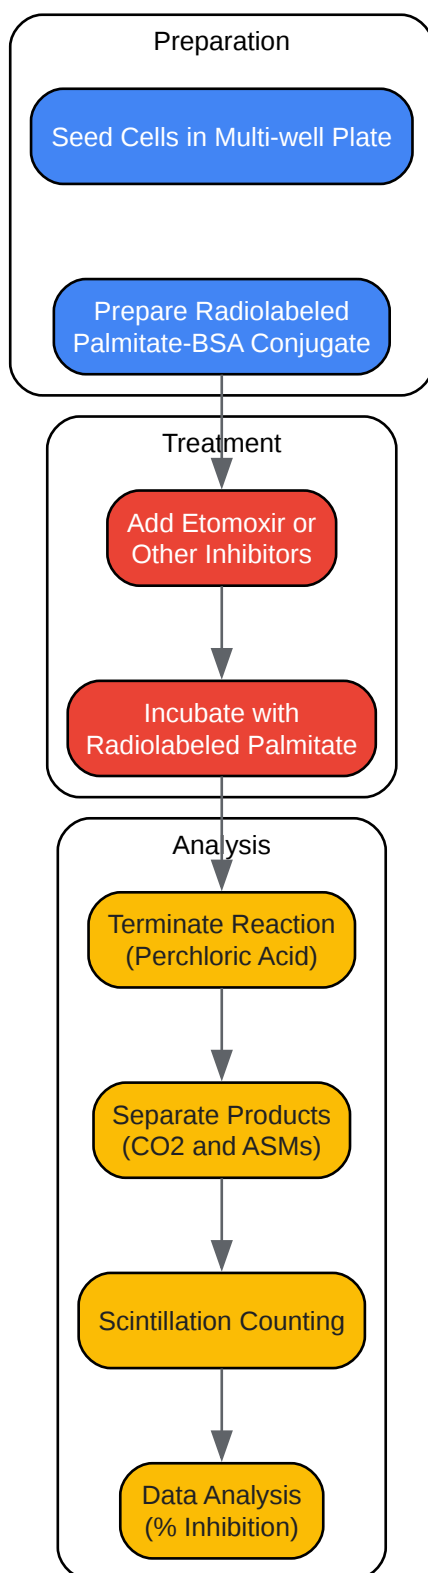 Preparation
Seed Cells in Multi-well Plate
Prepare Radiolabeled
Palmitate-BSA Conjugate
Treatment
Add Etomoxir or
Other Inhibitors
Incubate with
Radiolabeled Palmitate
Analysis
Terminate Reaction
(Perchloric Acid)
Separate Products
(CO2 and ASMs)
Scintillation Counting
Data Analysis
(% Inhibition)